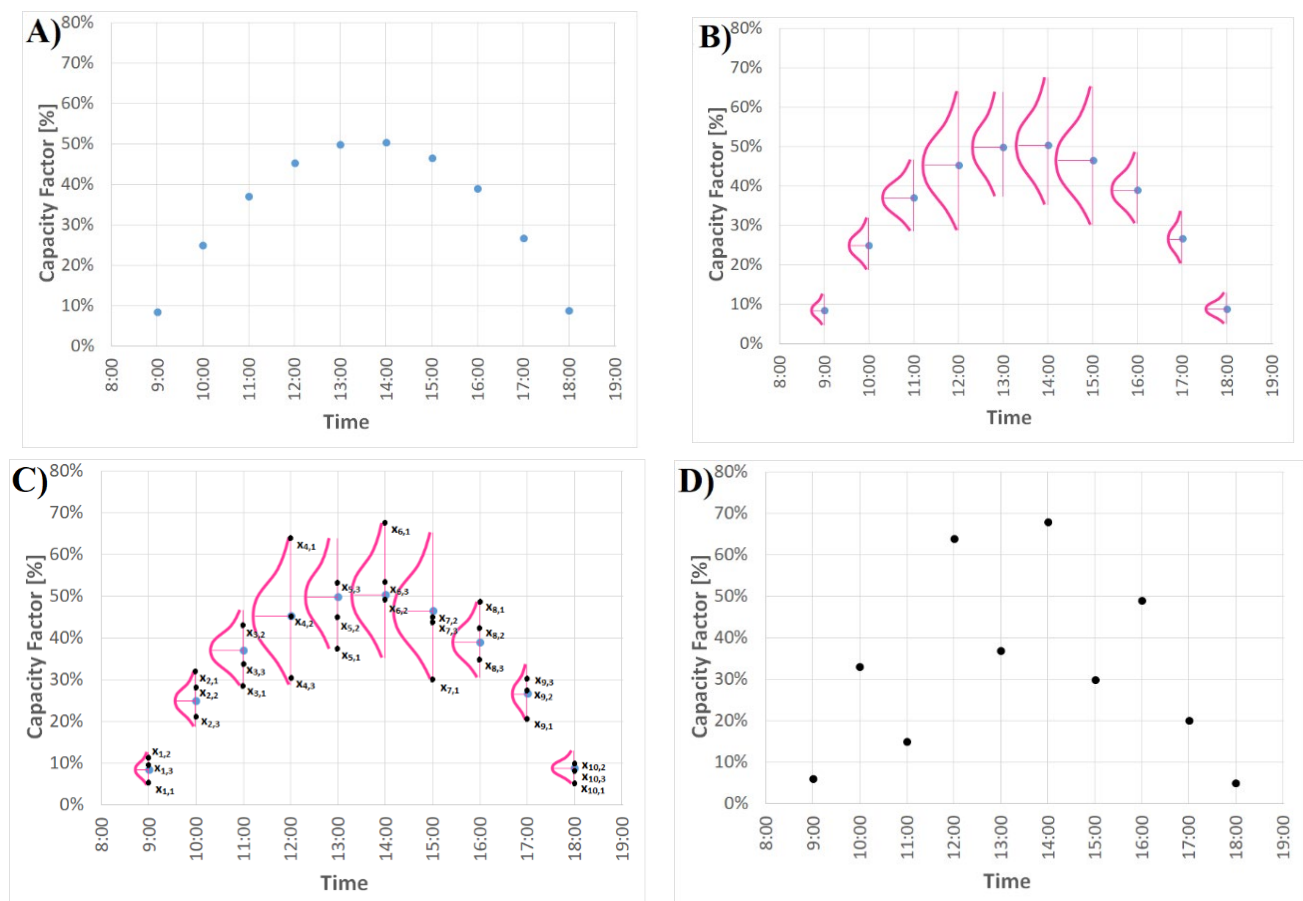 A)
80%
70%
60%
50%
40%
30%
20%
10%
0%
Capacity Factor [%]
8:00
9:00
10:00
11:00
12:00
13:00
14:00
15:00
16:00
17:00
18:00
19:00
Time
B)
80%
70%
60%
50%
40%
30%
20%
10%
0%
Capacity Factor [%]
8:00
9:00
10:00
11:00
12:00
13:00
14:00
15:00
16:00
17:00
18:00
19:00
Time
C)
80%
70%
60%
50%
40%
30%
20%
10%
0%
Capacity Factor [%]
x1,2
x1,3
x1,1
x2,1
x2,2
x2,3
x3,2
x3,3
x3,1
x4,1
x4,2
x4,3
x5,3
x5,2
x5,1
x6,1
x6,3
x6,2
x7,2
x7,3
x7,1
x8,1
x8,2
x8,3
x9,3
x9,2
x9,1
x10,2
x10,3
x10,1
8:00
9:00
10:00
11:00
12:00
13:00
14:00
15:00
16:00
17:00
18:00
19:00
Time
D)
80%
70%
60%
50%
40%
30%
20%
10%
0%
Capacity Factor [%]
8:00
9:00
10:00
11:00
12:00
13:00
14:00
15:00
16:00
17:00
18:00
19:00
Time